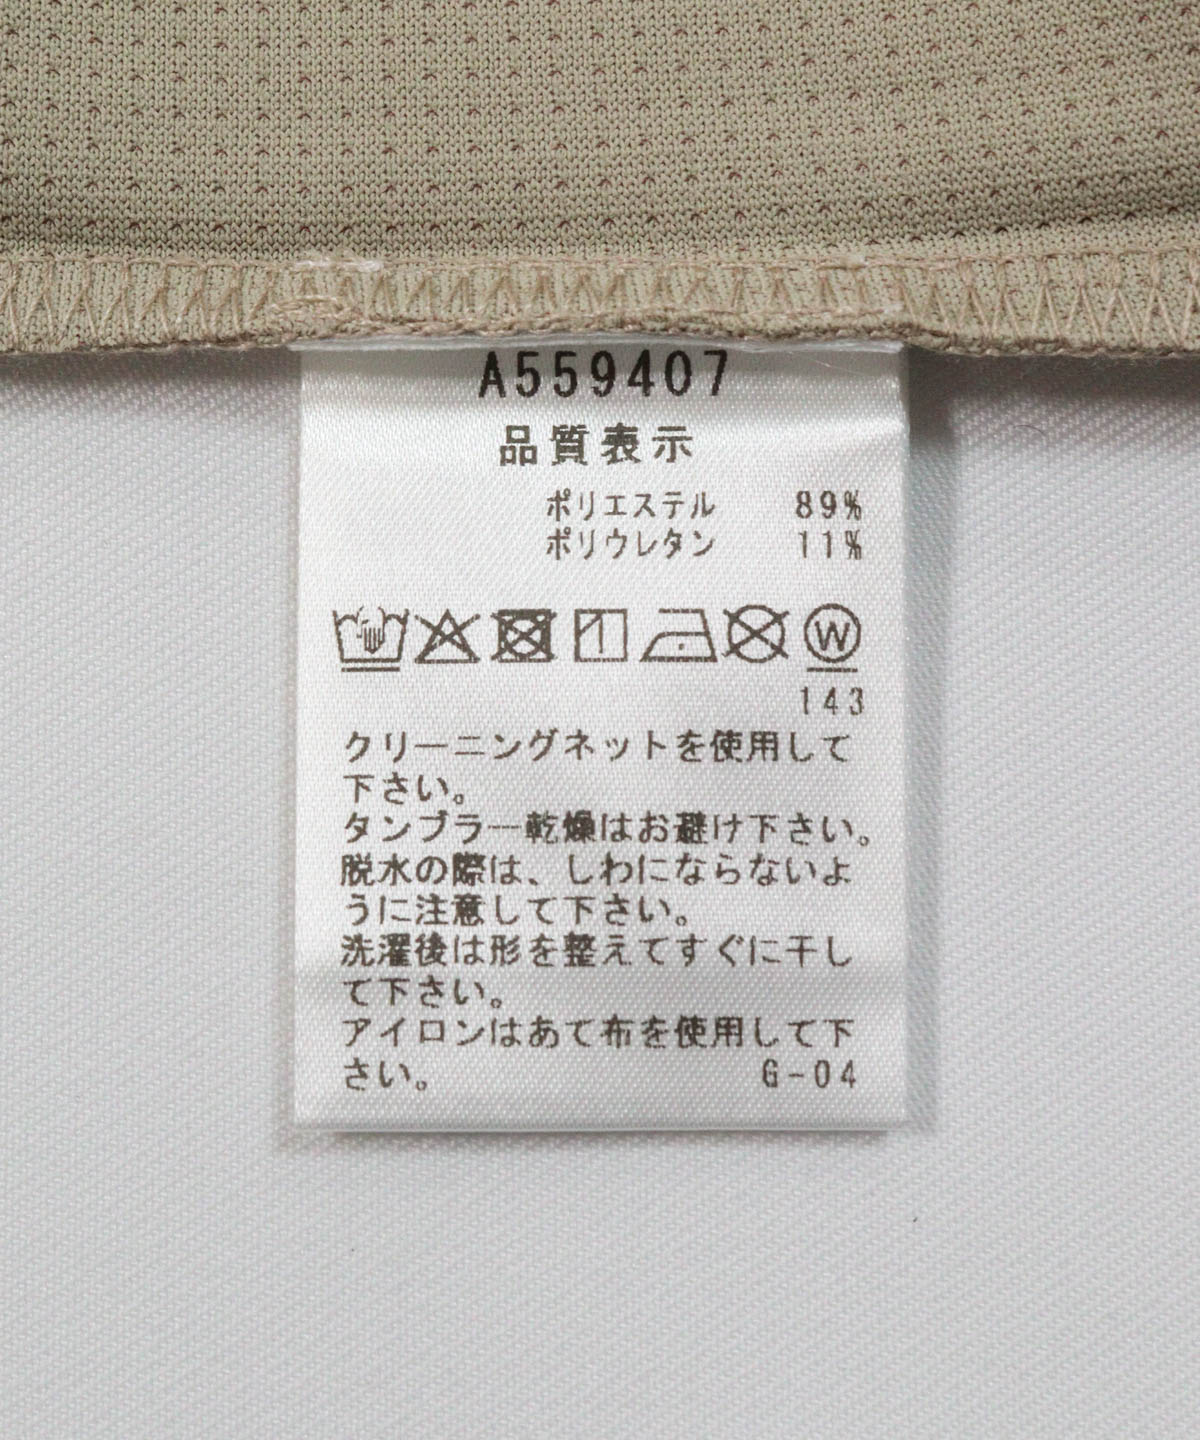 A559407
品質表示
ポリエステル 89%
ポリウレタン 11%
W
143
クリーニングネットを使用して
下さい。
タンブラー乾燥はお避け下さい。
脱水の際は、しわにならないよ
うに注意して下さい。
洗濯後は形を整えてすぐに干し
て下さい。
アイロンはあて布を使用して下
さい。 G-04